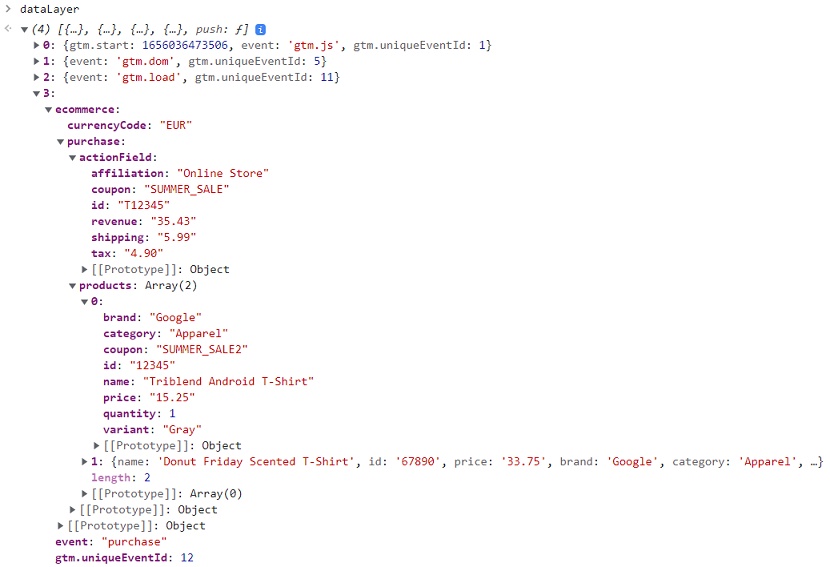 dataLayer
(4) [{…}, {…}, {…}, {…}, push: ƒ] i
0: {gtm.start: 1656036473506, event: 'gtm.js', gtm.uniqueEventId: 1}
1: {event: 'gtm.dom', gtm.uniqueEventId: 5}
2: {event: 'gtm.load', gtm.uniqueEventId: 11}
3:
ecommerce:
currencyCode: "EUR"
purchase:
actionField:
affiliation: "Online Store"
coupon: "SUMMER_SALE"
id: "T12345"
revenue: "35.43"
shipping: "5.99"
tax: "4.90"
[[Prototype]]: Object
products: Array(2)
0:
brand: "Google"
category: "Apparel"
coupon: "SUMMER_SALE2"
id: "12345"
name: "Triblend Android T-Shirt"
price: "15.25"
quantity: 1
variant: "Gray"
[[Prototype]]: Object
1: {name: 'Donut Friday Scented T-Shirt', id: '67890', price: '33.75', brand: 'Google', category: 'Apparel', …}
length: 2
[[Prototype]]: Array(0)
[[Prototype]]: Object
[[Prototype]]: Object
event: "purchase"
gtm.uniqueEventId: 12